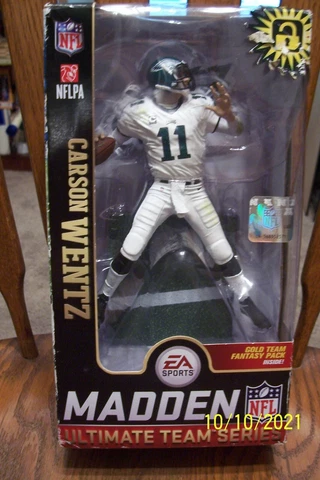 NFL
NFLPA
CARSON WENTZ
11
GOLD TEAM
FANTASY PACK
INSIDE!
EA
SPORTS
MADDEN
NFL
10/10/2021
ULTIMATE TEAM SERIES